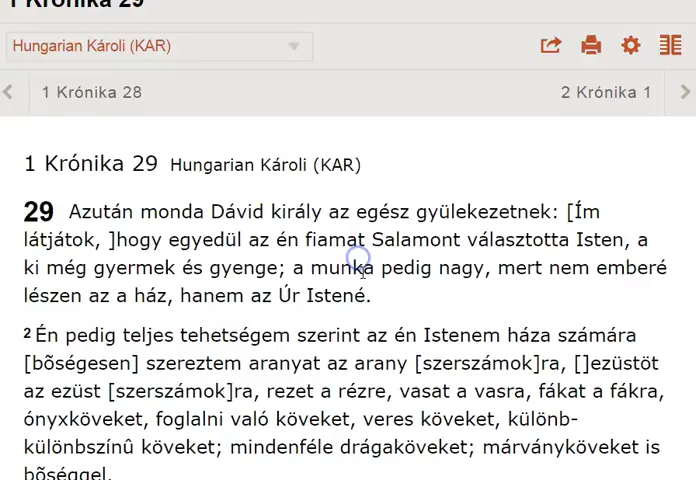 1 Krónika 29
Hungarian Károli (KAR)
1 Krónika 28
2 Krónika 1
1 Krónika 29 Hungarian Károli (KAR)
29 Azután monda Dávid király az egész gyülekezetnek: [Ím
látjátok, ]hogy egyedül az én fiamat Salamont választotta Isten, a
ki még gyermek és gyenge; a munka pedig nagy, mert nem emberé
lészen az a ház, hanem az Úr Istené.
2 Én pedig teljes tehetségem szerint az én Istenem háza számára
[bõségesen] szereztem aranyat az arany [szerszámok]ra, []ezüstöt
az ezüst [szerszámok]ra, rezet a rézre, vasat a vasra, fákat a fákra,
ónyxköveket, foglalni való köveket, veres köveket, különb-
különbszínû köveket; mindenféle drágaköveket; márványköveket is
bõséggel.